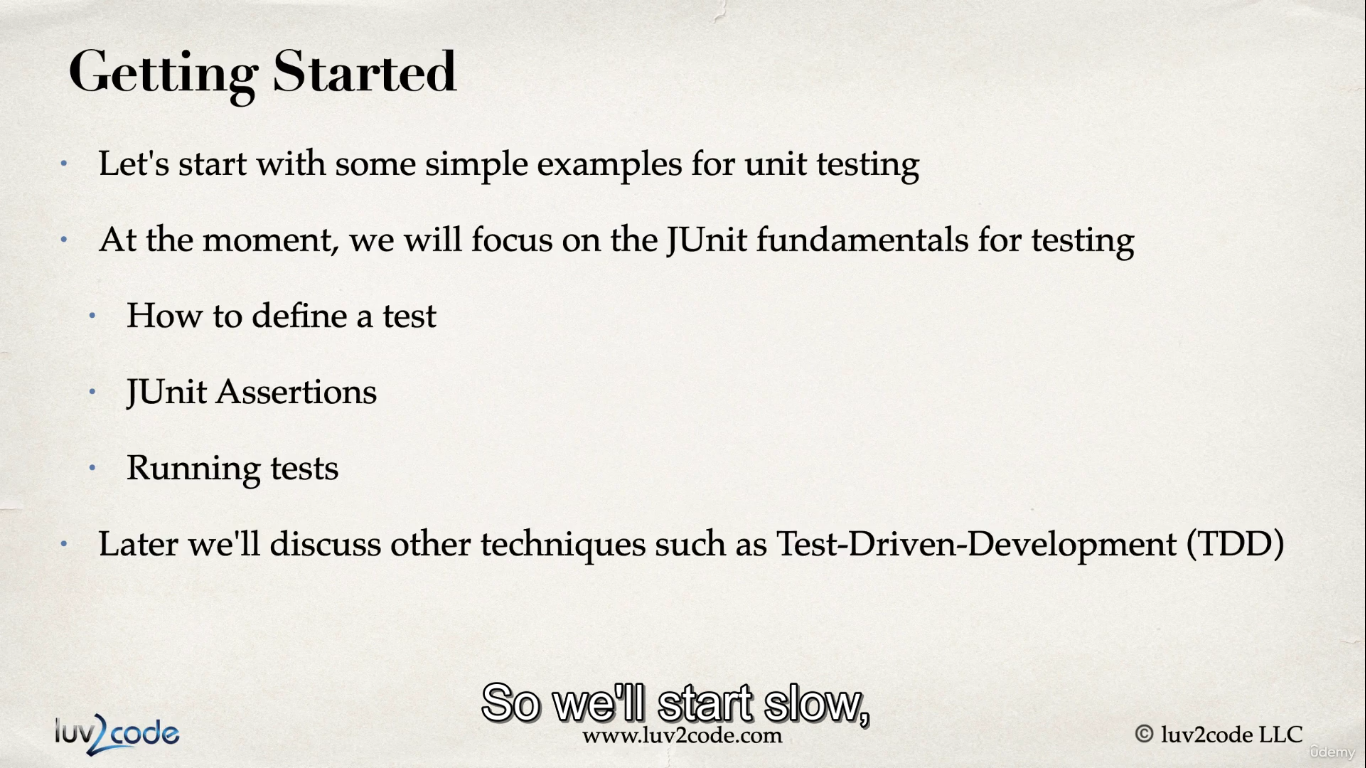 Getting Started
• Let's start with some simple examples for unit testing
• At the moment, we will focus on the JUnit fundamentals for testing
• How to define a test
• JUnit Assertions
• Running tests
• Later we'll discuss other techniques such as Test-Driven-Development (TDD)
So we'll start slow,
luv2code
www.luv2code.com
© luv2code LLC
ûdemy